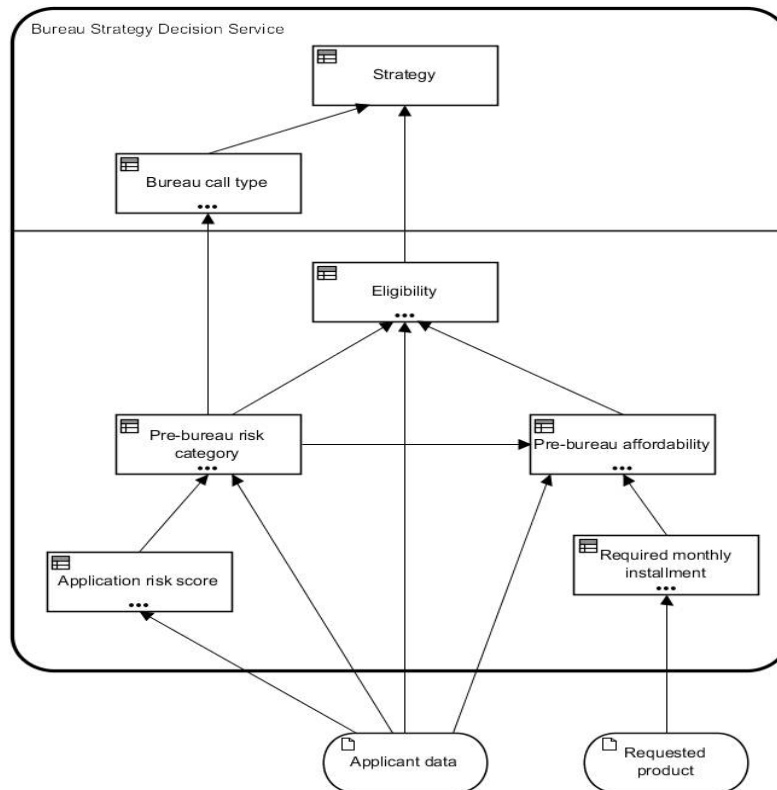 Bureau Strategy Decision Service
Strategy
Bureau call type
Eligibility
Pre-bureau risk
category
Pre-bureau affordability
Application risk score
Required monthly
installment
Applicant data
Requested
product